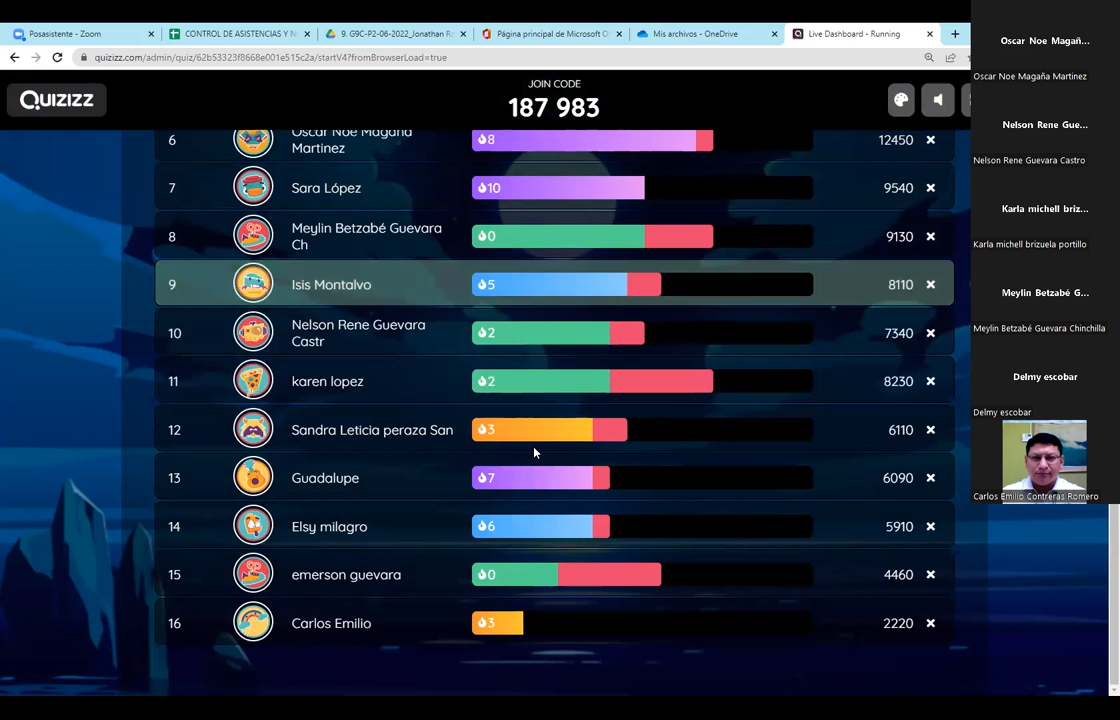 Posasistente - Zoom
CONTROL DE ASISTENCIAS Y N
9. G9C-P2-06-2022_Jonathan R
Página principal de Microsoft O
Mis archivos - OneDrive
Live Dashboard - Running
quizizz.com/admin/quiz/62b53323f8668e001e515c2a/startV4?fromBrowserLoad=true
QUIZIZZ
JOIN CODE
187 983
6 Oscar Noe Magaña Martinez 8 12450
7 Sara López 10 9540
8 Meylin Betzabé Guevara Ch 0 9130
9 Isis Montalvo 5 8110
10 Nelson Rene Guevara Castr 2 7340
11 karen lopez 2 8230
12 Sandra Leticia peraza San 3 6110
13 Guadalupe 7 6090
14 Elsy milagro 6 5910
15 emerson guevara 0 4460
16 Carlos Emilio 3 2220
Oscar Noe Magañ...
Oscar Noe Magaña Martinez
Nelson Rene Gue...
Nelson Rene Guevara Castro
Karla michell briz...
Karla michell brizuela portillo
Meylin Betzabé G...
Meylin Betzabé Guevara Chinchilla
Delmy escobar
Delmy escobar
Carlos Emilio Contreras Romero